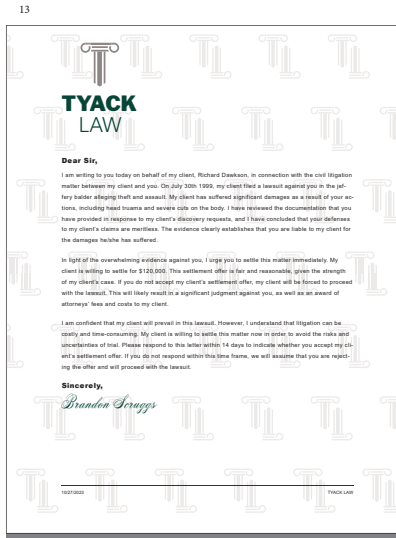 13
TYACK
LAW
Dear Sir,
I am writing to you today on behalf of my client, Richard Dawkson, in connection with the civil litigation
matter between my client and you. On July 30th 1999, my client filed a lawsuit against you in the jef-
fery balder alleging theft and assault. My client has suffered significant damages as a result of your ac-
tions, including head truama and severe cuts on the body. I have reviewed the documentation that you
have provided in response to my client's discovery requests, and I have concluded that your defenses
to my client's claims are meritless. The evidence clearly establishes that you are liable to my client for
the damages he/she has suffered.
In light of the overwhelming evidence against you, I urge you to settle this matter immediately. My
client is willing to settle for $120,000. This settlement offer is fair and reasonable, given the strength
of my client's case. If you do not accept my client's settlement offer, my client will be forced to proceed
with the lawsuit. This will likely result in a significant judgment against you, as well as an award of
attorneys' fees and costs to my client.
I am confident that my client will prevail in this lawsuit. However, I understand that litigation can be
costly and time-consuming. My client is willing to settle this matter now in order to avoid the risks and
uncertainties of trial. Please respond to this letter within 14 days to indicate whether you accept my cli-
ent's settlement offer. If you do not respond within this time frame, we will assume that you are reject-
ing the offer and will proceed with the lawsuit.
Sincerely,
Brandon Scruggs
10/27/2023 TYACK LAW